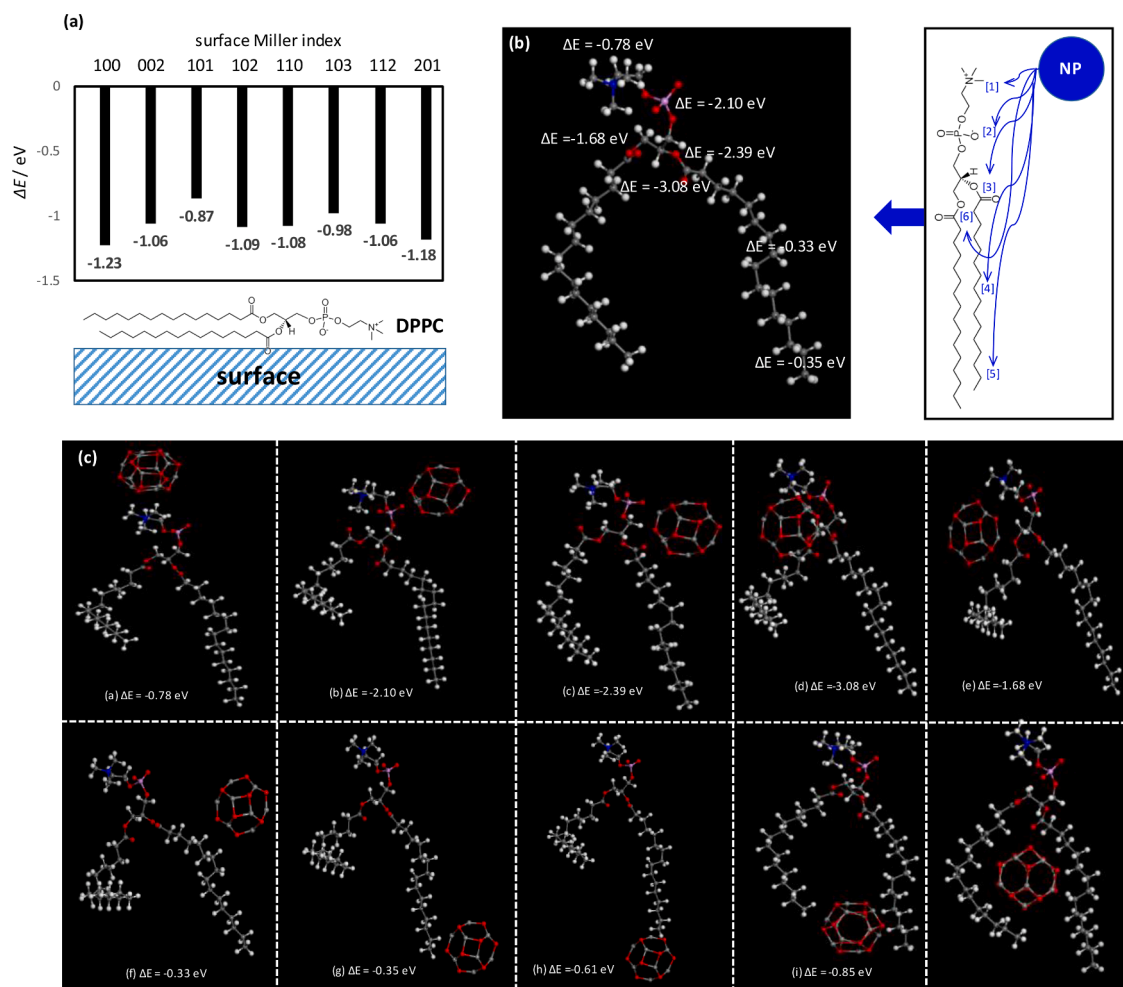 (a)
surface Miller index
100 002 101 102 110 103 112 201
0
-0.5
-1
-1.5
ΔE / eV
-1.23
-1.06
-0.87
-1.09
-1.08
-0.98
-1.06
-1.18
O
O
O
O
H
O
P
O
O
O-
N+
DPPC
surface
(b)
ΔE = -0.78 eV
ΔE = -2.10 eV
ΔE = -1.68 eV
ΔE = -2.39 eV
ΔE = -3.08 eV
ΔE = -0.33 eV
ΔE = -0.35 eV
NP
N+
[1]
O
[2]
O
P
O-
O
H
[3]
O
O
O
[6]
O
[4]
[5]
(c)
(a) ΔE = -0.78 eV
(b) ΔE = -2.10 eV
(c) ΔE = -2.39 eV
(d) ΔE = -3.08 eV
(e) ΔE = -1.68 eV
(f) ΔE = -0.33 eV
(g) ΔE = -0.35 eV
(h) ΔE = -0.61 eV
(i) ΔE = -0.85 eV